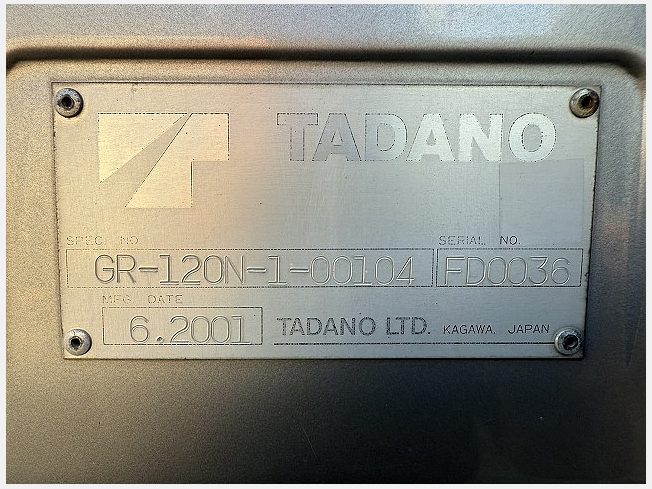 TADANO
SPEC. NO. SERIAL NO.
GR-120N-1-00104 FD0036
MFG. DATE
6.2001 TADANO LTD. KAGAWA, JAPAN